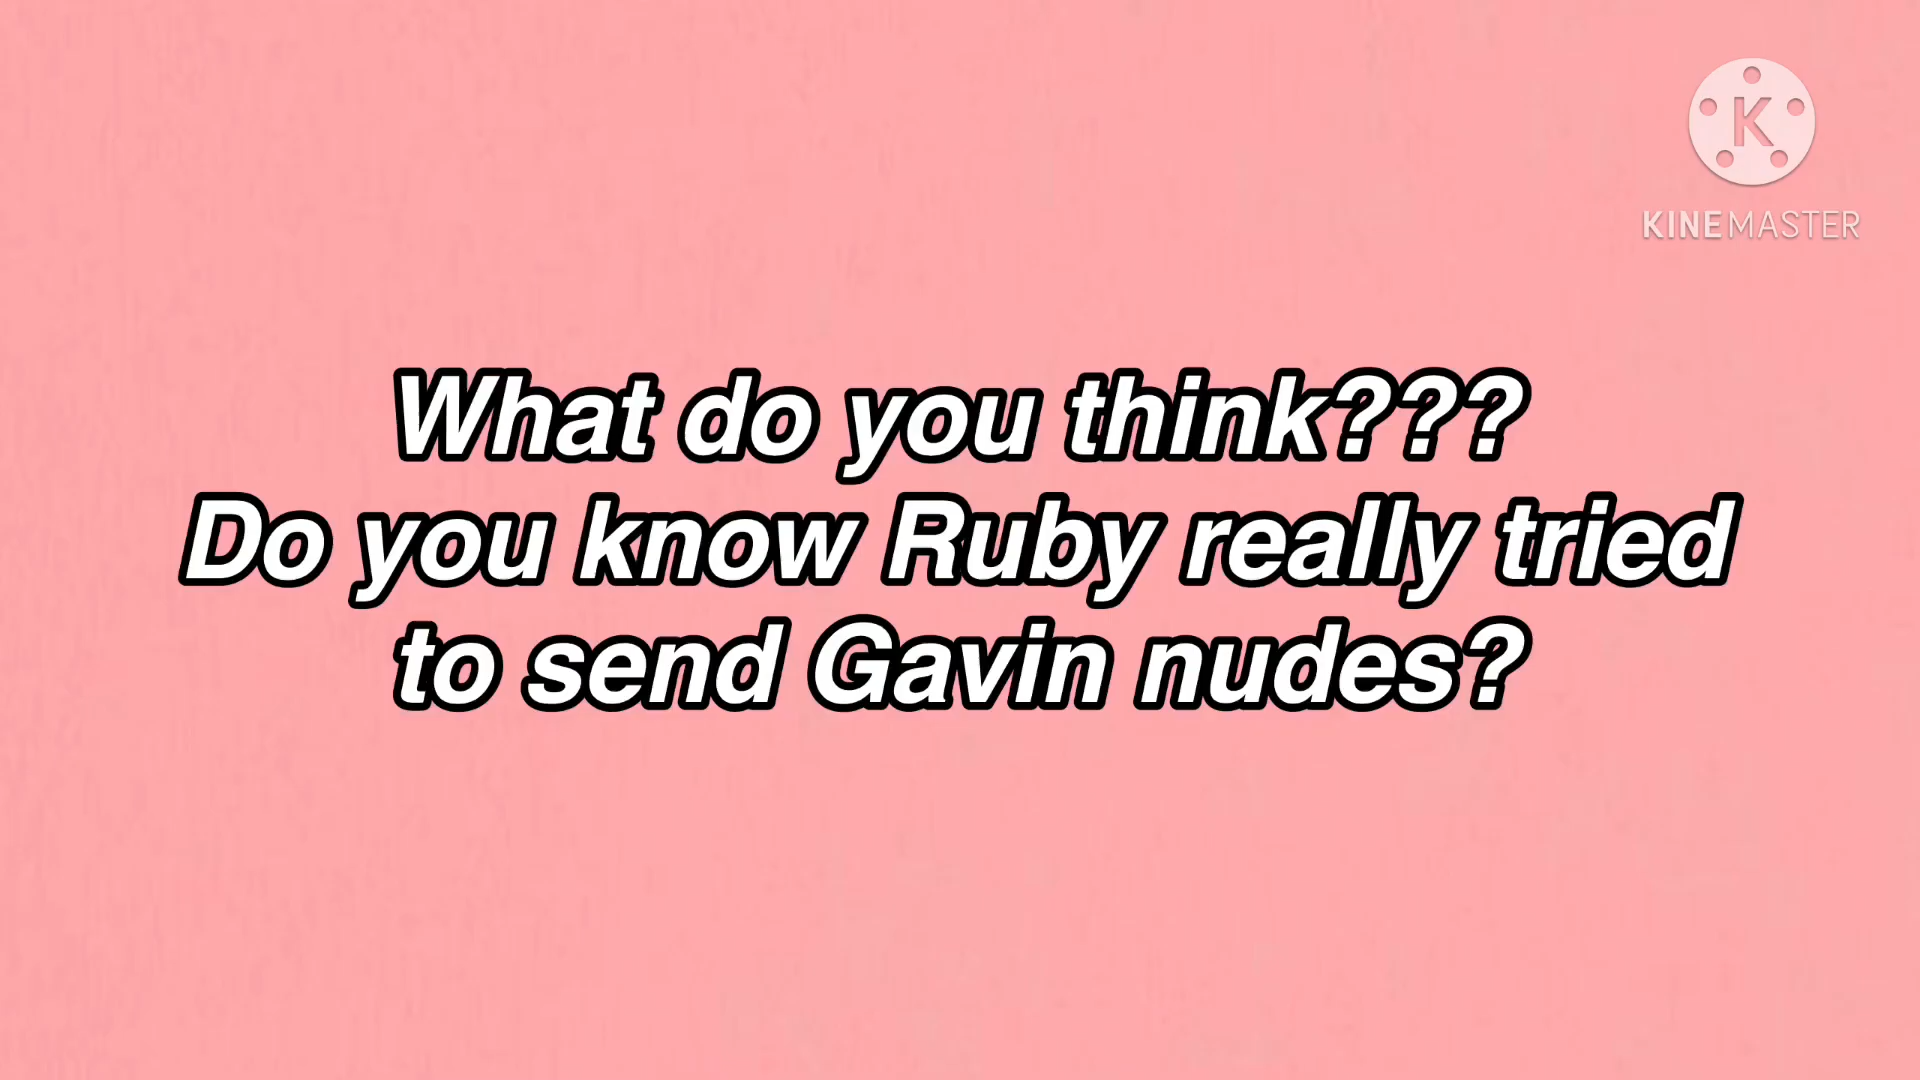 K
KINEMASTER
What do you think???
Do you know Ruby really tried
to send Gavin nudes?